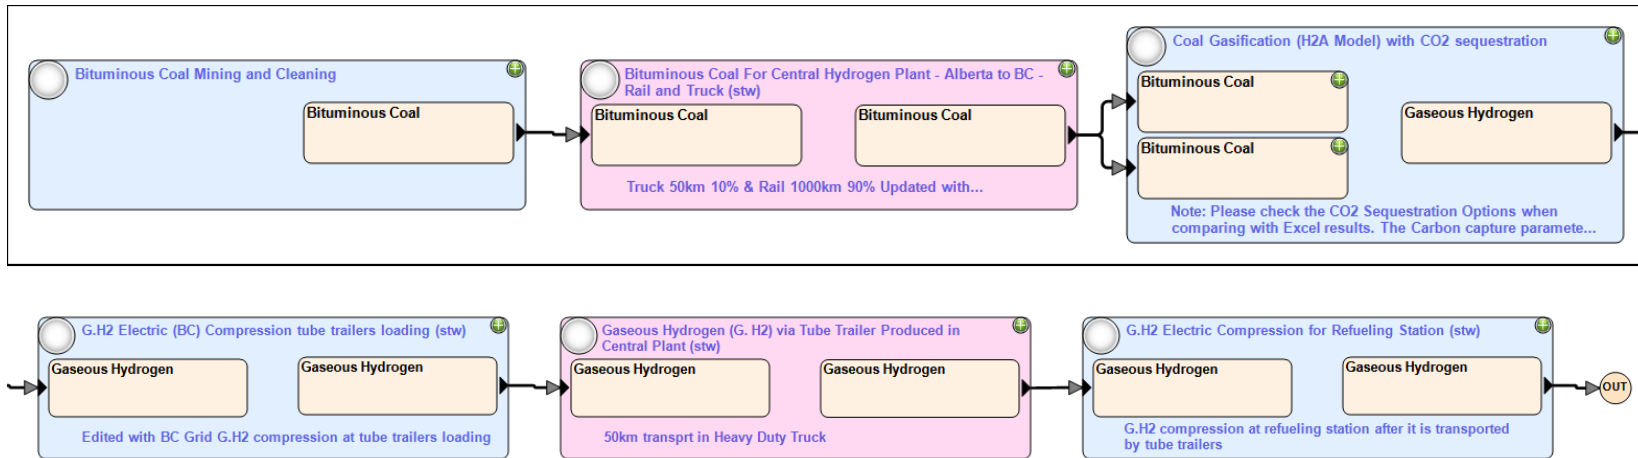 Bituminous Coal Mining and Cleaning
Bituminous Coal
Bituminous Coal For Central Hydrogen Plant - Alberta to BC -
Rail and Truck (stw)
Bituminous Coal
Bituminous Coal
Truck 50km 10% & Rail 1000km 90% Updated with...
Coal Gasification (H2A Model) with CO2 sequestration
Bituminous Coal
Bituminous Coal
Gaseous Hydrogen
Note: Please check the CO2 Sequestration Options when
comparing with Excel results. The Carbon capture paramete...
G.H2 Electric (BC) Compression tube trailers loading (stw)
Gaseous Hydrogen
Gaseous Hydrogen
Edited with BC Grid G.H2 compression at tube trailers loading
Gaseous Hydrogen (G. H2) via Tube Trailer Produced in
Central Plant (stw)
Gaseous Hydrogen
Gaseous Hydrogen
50km transprt in Heavy Duty Truck
G.H2 Electric Compression for Refueling Station (stw)
Gaseous Hydrogen
Gaseous Hydrogen
G.H2 compression at refueling station after it is transported
by tube trailers
OUT